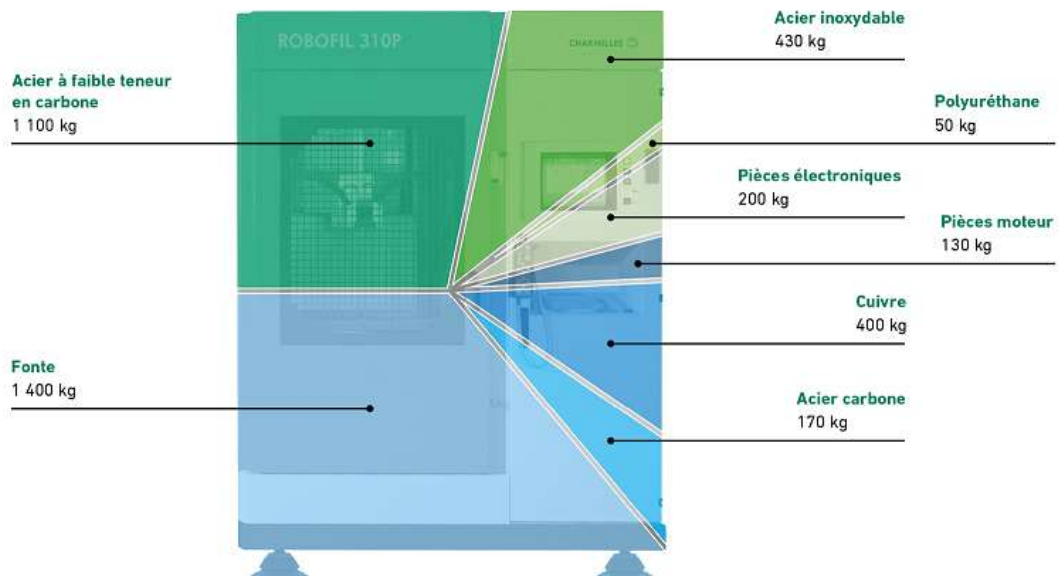 ROBOFIL 310P
CHARMILLES
Acier inoxydable
430 kg
Acier à faible teneur
en carbone
1 100 kg
Polyuréthane
50 kg
Pièces électroniques
200 kg
Pièces moteur
130 kg
Cuivre
400 kg
Fonte
1 400 kg
Acier carbone
170 kg